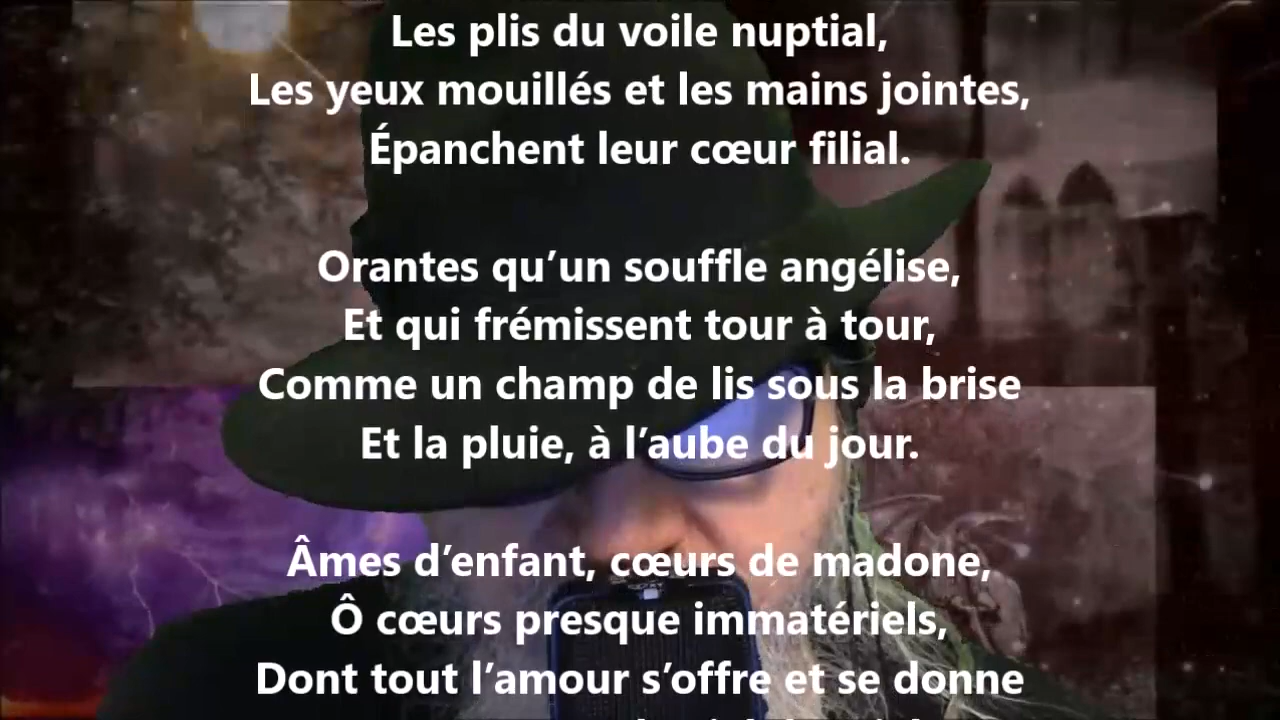 Les plis du voile nuptial,
Les yeux mouillés et les mains jointes,
Épanchent leur cœur filial.
Orantes qu’un souffle angélise,
Et qui frémissent tour à tour,
Comme un champ de lis sous la brise
Et la pluie, à l’aube du jour.
Âmes d’enfant, cœurs de madone,
Ô cœurs presque immatériels,
Dont tout l’amour s’offre et se donne